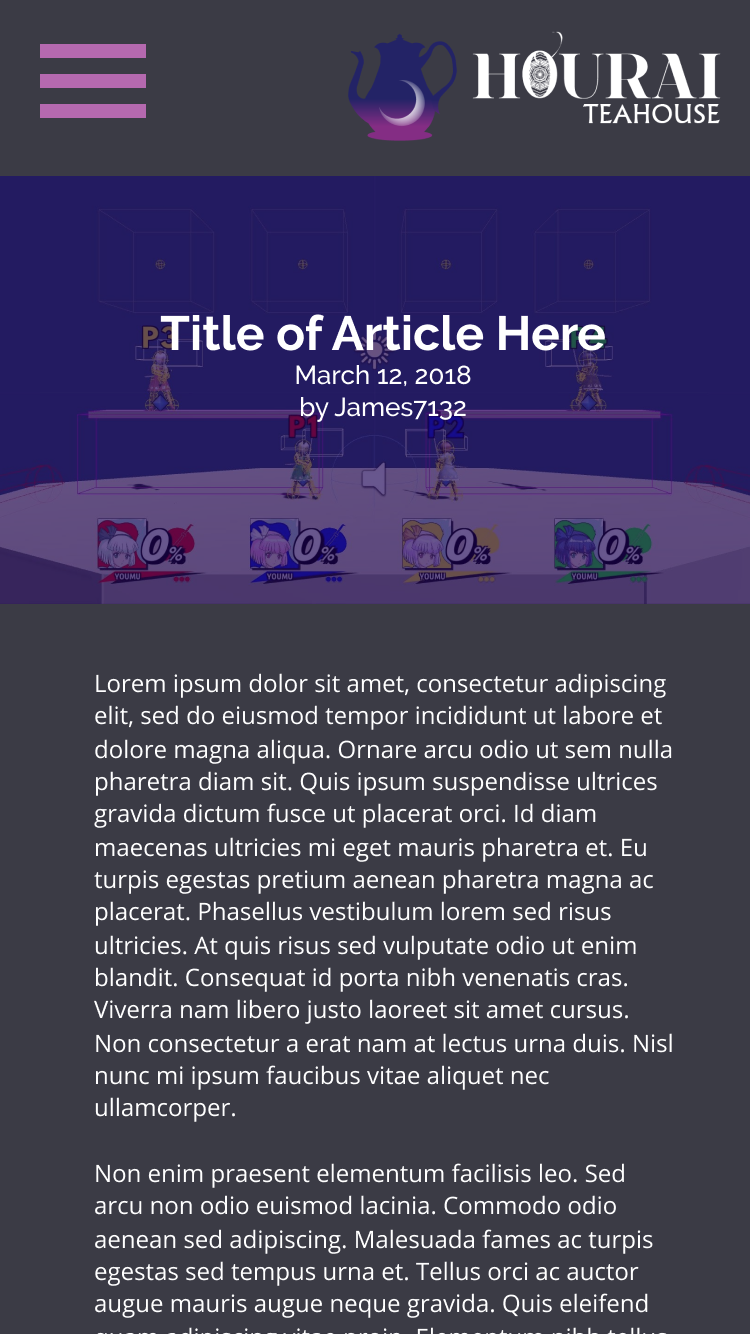 HOURAI
TEAHOUSE
P3
Title of Article Here
March 12, 2018
by James7132
P1
P2
0%
0%
0%
0%
YOUMU
YOUMU
YOUMU
YOUMU
Lorem ipsum dolor sit amet, consectetur adipiscing
elit, sed do eiusmod tempor incididunt ut labore et
dolore magna aliqua. Ornare arcu odio ut sem nulla
pharetra diam sit. Quis ipsum suspendisse ultrices
gravida dictum fusce ut placerat orci. Id diam
maecenas ultricies mi eget mauris pharetra et. Eu
turpis egestas pretium aenean pharetra magna ac
placerat. Phasellus vestibulum lorem sed risus
ultricies. At quis risus sed vulputate odio ut enim
blandit. Consequat id porta nibh venenatis cras.
Viverra nam libero justo laoreet sit amet cursus.
Non consectetur a erat nam at lectus urna duis. Nisl
nunc mi ipsum faucibus vitae aliquet nec
ullamcorper.
Non enim praesent elementum facilisis leo. Sed
arcu non odio euismod lacinia. Commodo odio
aenean sed adipiscing. Malesuada fames ac turpis
egestas sed tempus urna et. Tellus orci ac auctor
augue mauris augue neque gravida. Quis eleifend
quam adipiscing vitae proin. Elementum nibh tellus